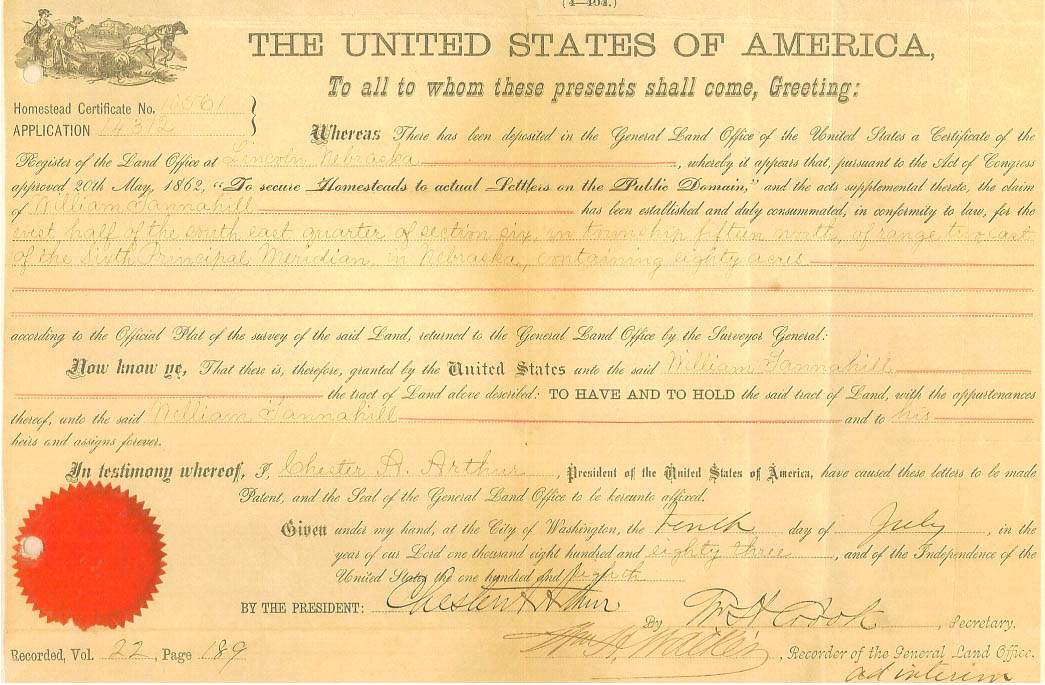 (4—404.)
THE UNITED STATES OF AMERICA,
To all to whom these presents shall come, Greeting:
Homestead Certificate No. 10561
APPLICATION 14312
Whereas There has been deposited in the General Land Office of the United States a Certificate of the
Register of the Land Office at Lincoln Nebraska, whereby it appears that, pursuant to the Act of Congress
approved 20th May, 1862, “To secure Homesteads to actual Settlers on the Public Domain,” and the acts supplemental thereto, the claim
of William Tannahill has been established and duly consummated, in conformity to law, for the
west half of the south east quarter of section six, in township fifteen north, of range two east
of the Sixth Principal Meridian, in Nebraska, containing eighty acres
according to the Official Plat of the survey of the said Land, returned to the General Land Office by the Surveyor General:
Now know ye, That there is, therefore, granted by the United States unto the said William Tannahill
the tract of Land above described: TO HAVE AND TO HOLD the said tract of Land, with the appurtenances
thereof, unto the said William Tannahill and to his
heirs and assigns forever.
In testimony whereof, I, Chester A. Arthur, President of the United States of America, have caused these letters to be made
Patent, and the Seal of the General Land Office to be hereunto affixed.
Given under my hand, at the City of Washington, the tenth day of July, in the
year of our Lord one thousand eight hundred and eighty three, and of the Independence of the
United States the one hundred and eighth
BY THE PRESIDENT: Chester A Arthur
By Wm H Crook, Secretary.
Wm H. Walker, Recorder of the General Land Office.
Recorded, Vol. 22, Page 189
ad interim